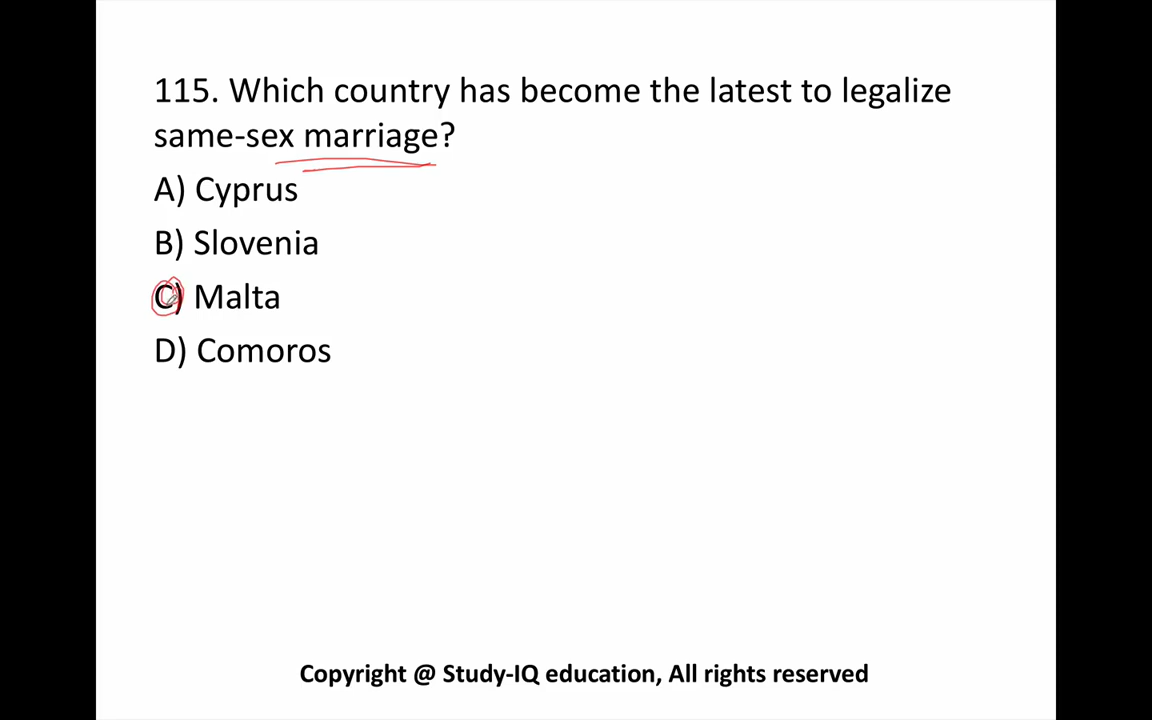 115. Which country has become the latest to legalize
same-sex marriage?
A) Cyprus
B) Slovenia
C) Malta
D) Comoros
Copyright @ Study-IQ education, All rights reserved